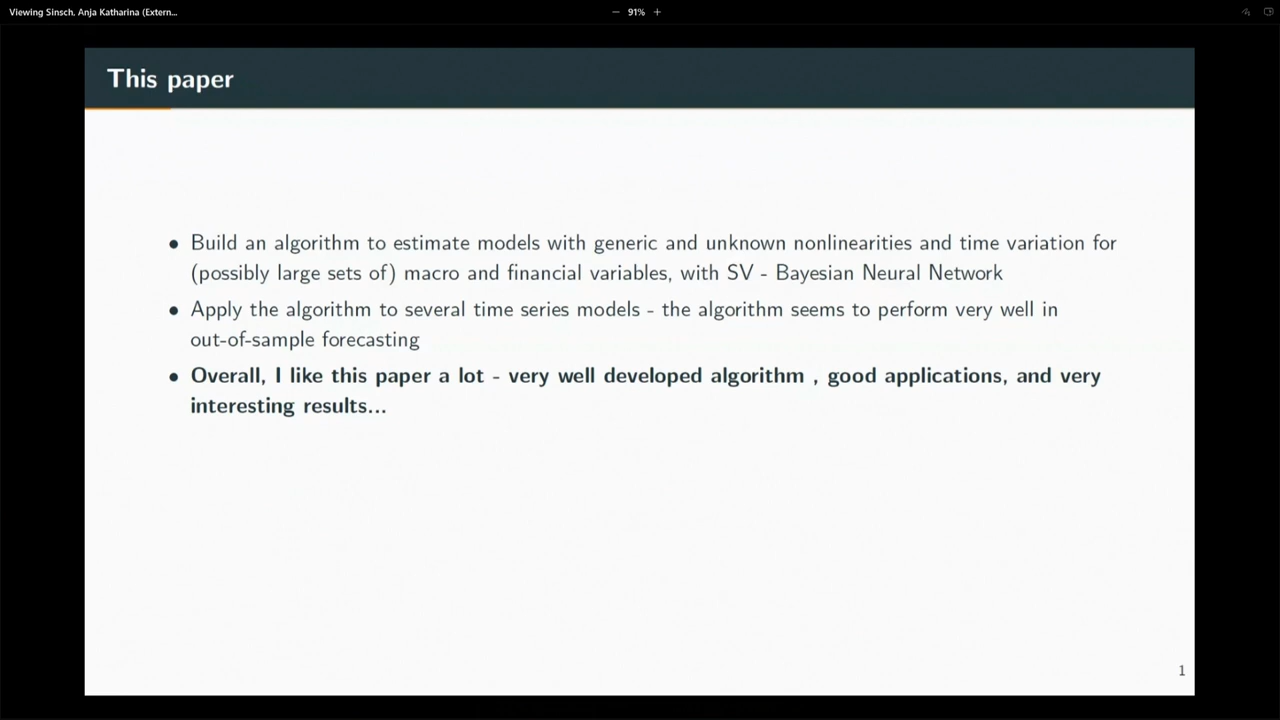 Viewing Sinsch, Anja Katharina (Extern...
− 91% +
This paper
• Build an algorithm to estimate models with generic and unknown nonlinearities and time variation for
(possibly large sets of) macro and financial variables, with SV - Bayesian Neural Network
• Apply the algorithm to several time series models - the algorithm seems to perform very well in
out-of-sample forecasting
• Overall, I like this paper a lot - very well developed algorithm , good applications, and very
interesting results...
1